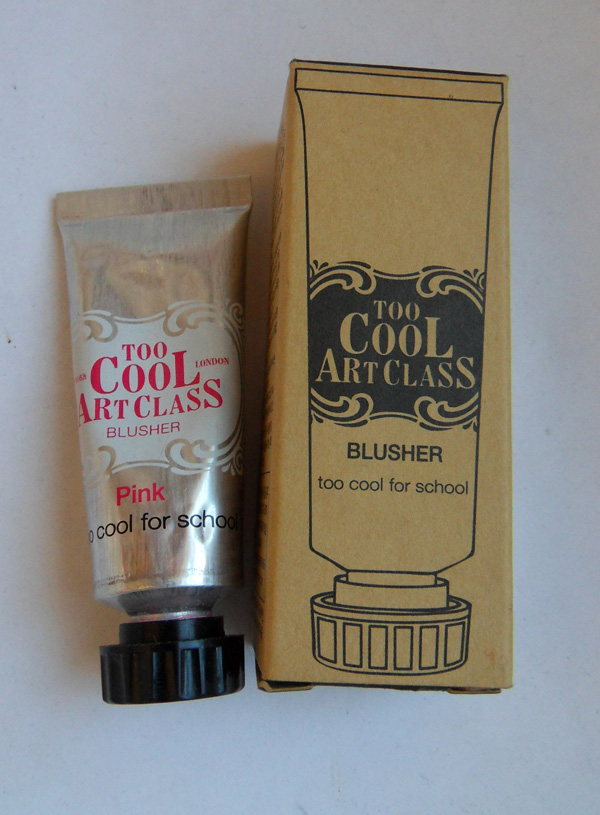 TOO
COOL
LONDON
ART CLASS
BLUSHER
Pink
cool for school
TOO
COOL
ART CLASS
BLUSHER
too cool for school